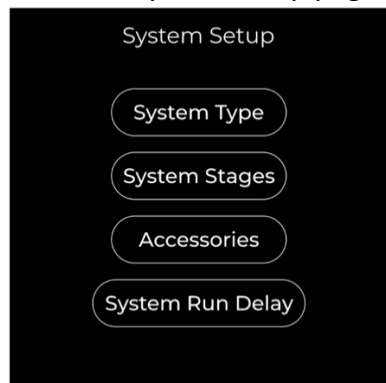 System Setup
System Type
System Stages
Accessories
System Run Delay